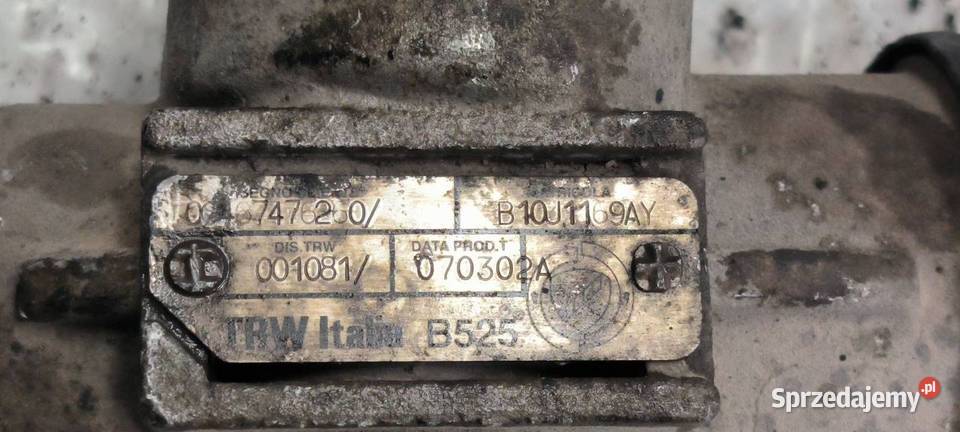 B10J1169AY
DIS.TRW DATA PROD.T
001081/ 070302A
TRW Italia B525
Sprzedajemy.pl